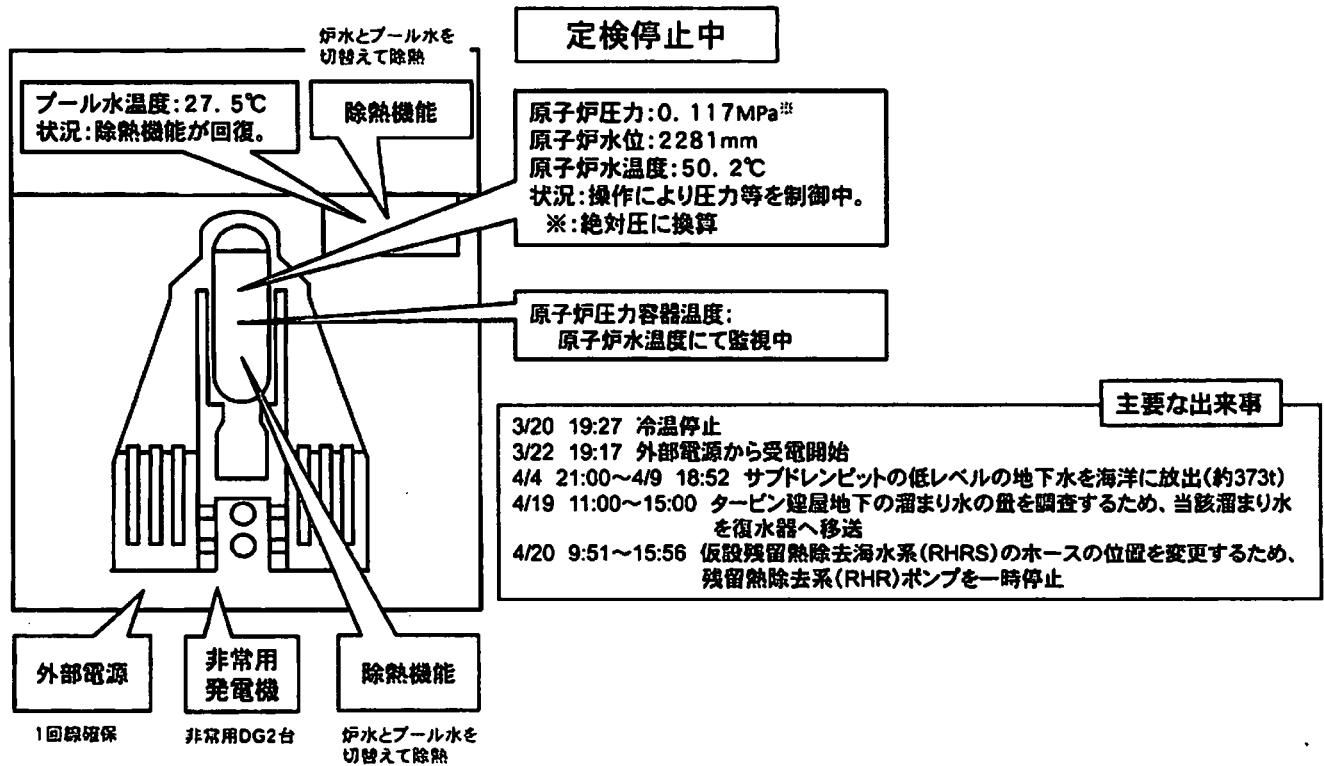 炉水とプール水を
切替えて除熱
定検停止中
プール水温度:27. 5℃
状況:除熱機能が回復。
除熱機能
原子炉圧力:0. 117MPa※
原子炉水位:2281mm
原子炉水温度:50. 2℃
状況:操作により圧力等を制御中。
※:絶対圧に換算
原子炉圧力容器温度:
原子炉水温度にて監視中
主要な出来事
3/20 19:27 冷温停止
3/22 19:17 外部電源から受電開始
4/4 21:00～4/9 18:52 サブドレンピットの低レベルの地下水を海洋に放出(約373t)
4/19 11:00～15:00 タービン建屋地下の溜まり水の量を調査するため、当該溜まり水
を復水器へ移送
4/20 9:51～15:56 仮設残留熱除去海水系(RHRS)のホースの位置を変更するため、
残留熱除去系(RHR)ポンプを一時停止
外部電源
1回線確保
非常用
発電機
非常用DG2台
除熱機能
炉水とプール水を
切替えて除熱